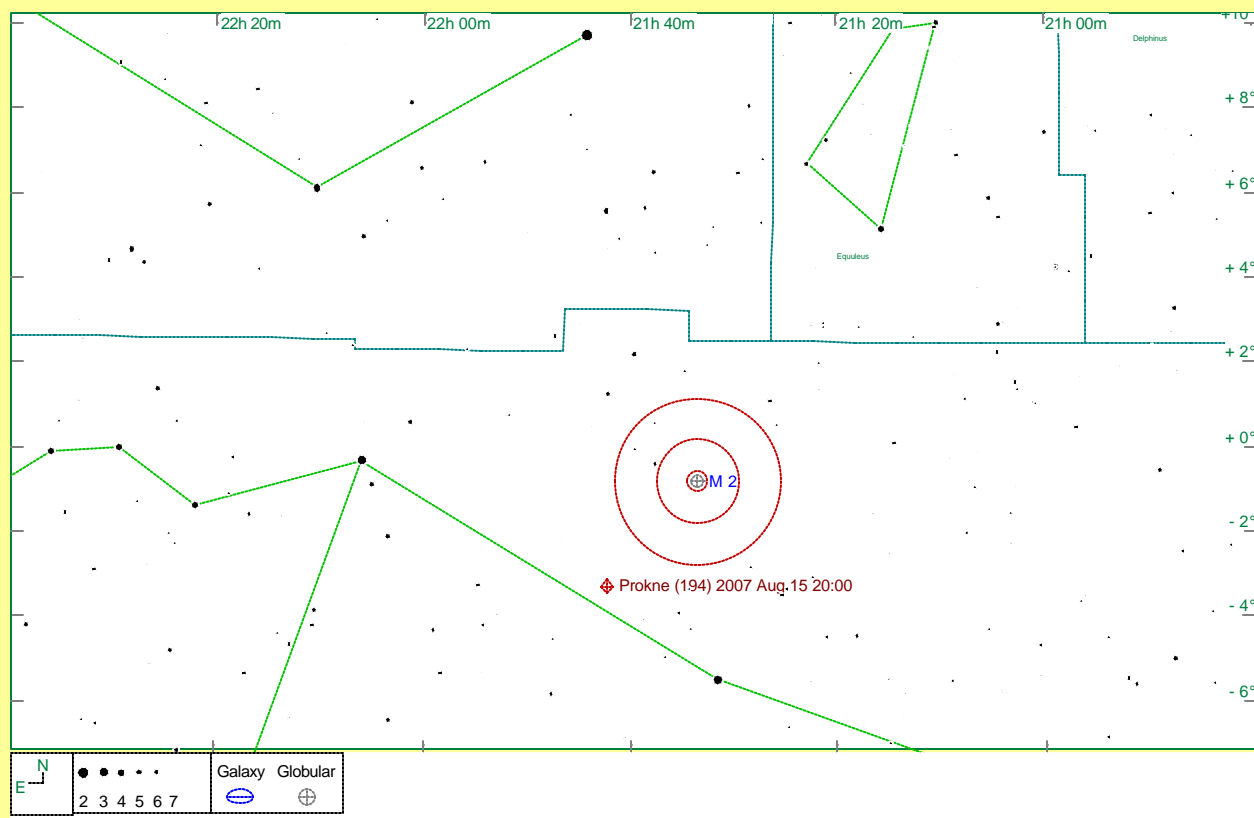 22h 20m 22h 00m 21h 40m 21h 20m 21h 00m +10°
Delphinus
+ 8°
+ 6°
Equuleus
+ 4°
+ 2°
+ 0°
M 2
- 2°
Prokne (194) 2007 Aug 15 20:00
- 4°
- 6°
N
E
Galaxy Globular
2 3 4 5 6 7